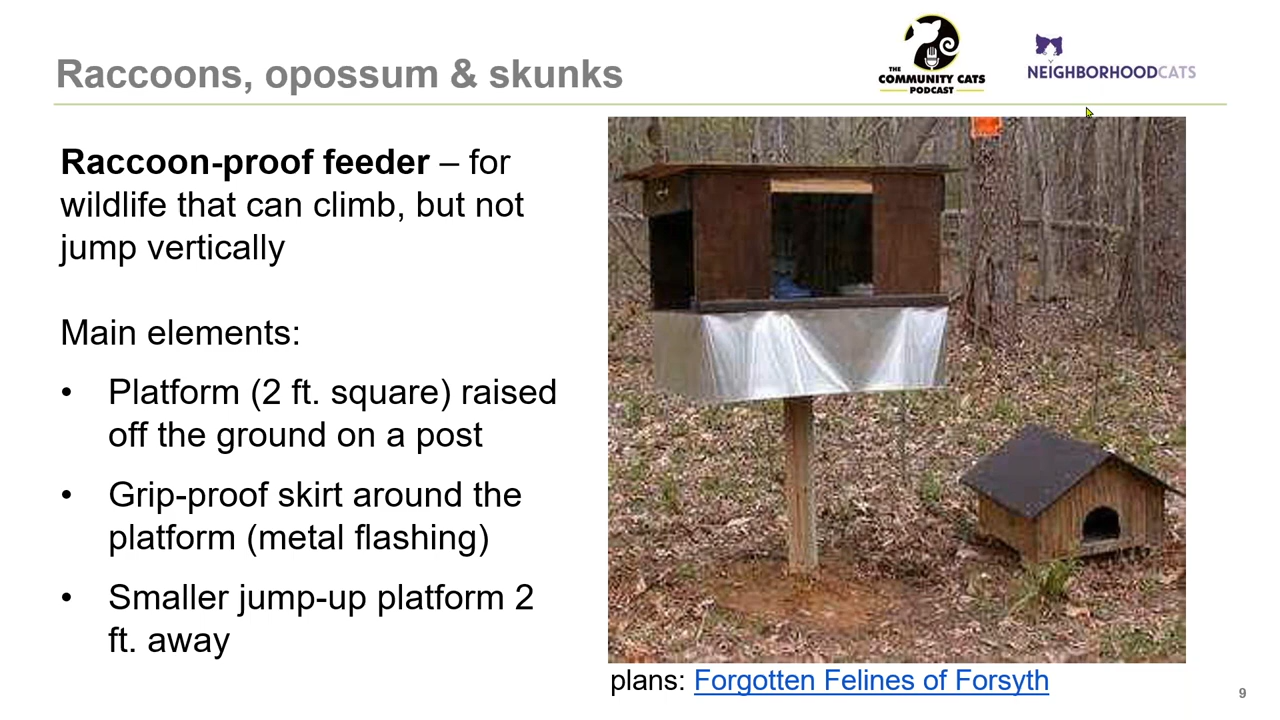 Raccoons, opossum & skunks
THE
COMMUNITY CATS
PODCAST
NEIGHBORHOODCATS
Raccoon-proof feeder – for
wildlife that can climb, but not
jump vertically
Main elements:
• Platform (2 ft. square) raised
off the ground on a post
• Grip-proof skirt around the
platform (metal flashing)
• Smaller jump-up platform 2
ft. away
plans: Forgotten Felines of Forsyth
9